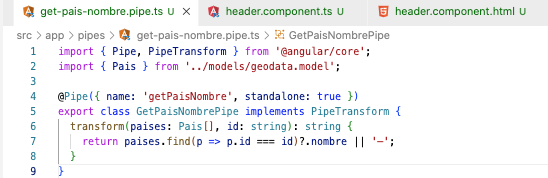 get-pais-nombre.pipe.ts U header.component.ts U header.component.html U
src > app > pipes > get-pais-nombre.pipe.ts > GetPaisNombrePipe
1 import { Pipe, PipeTransform } from '@angular/core';
2 import { Pais } from '../models/geodata.model';
3
4 @Pipe({ name: 'getPaisNombre', standalone: true })
5 export class GetPaisNombrePipe implements PipeTransform {
6 transform(paises: Pais[], id: string): string {
7 return paises.find(p => p.id === id)?.nombre || '—';
8 }
9 }